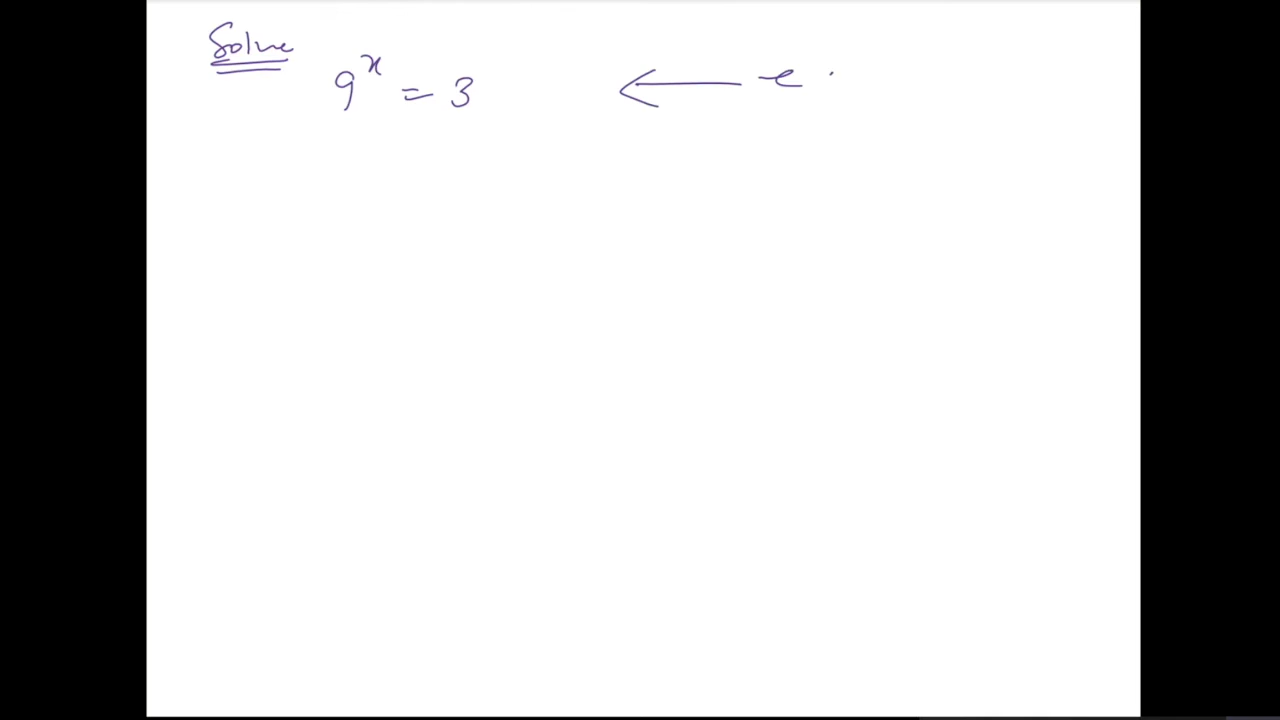 Solve
9^x = 3 ← e